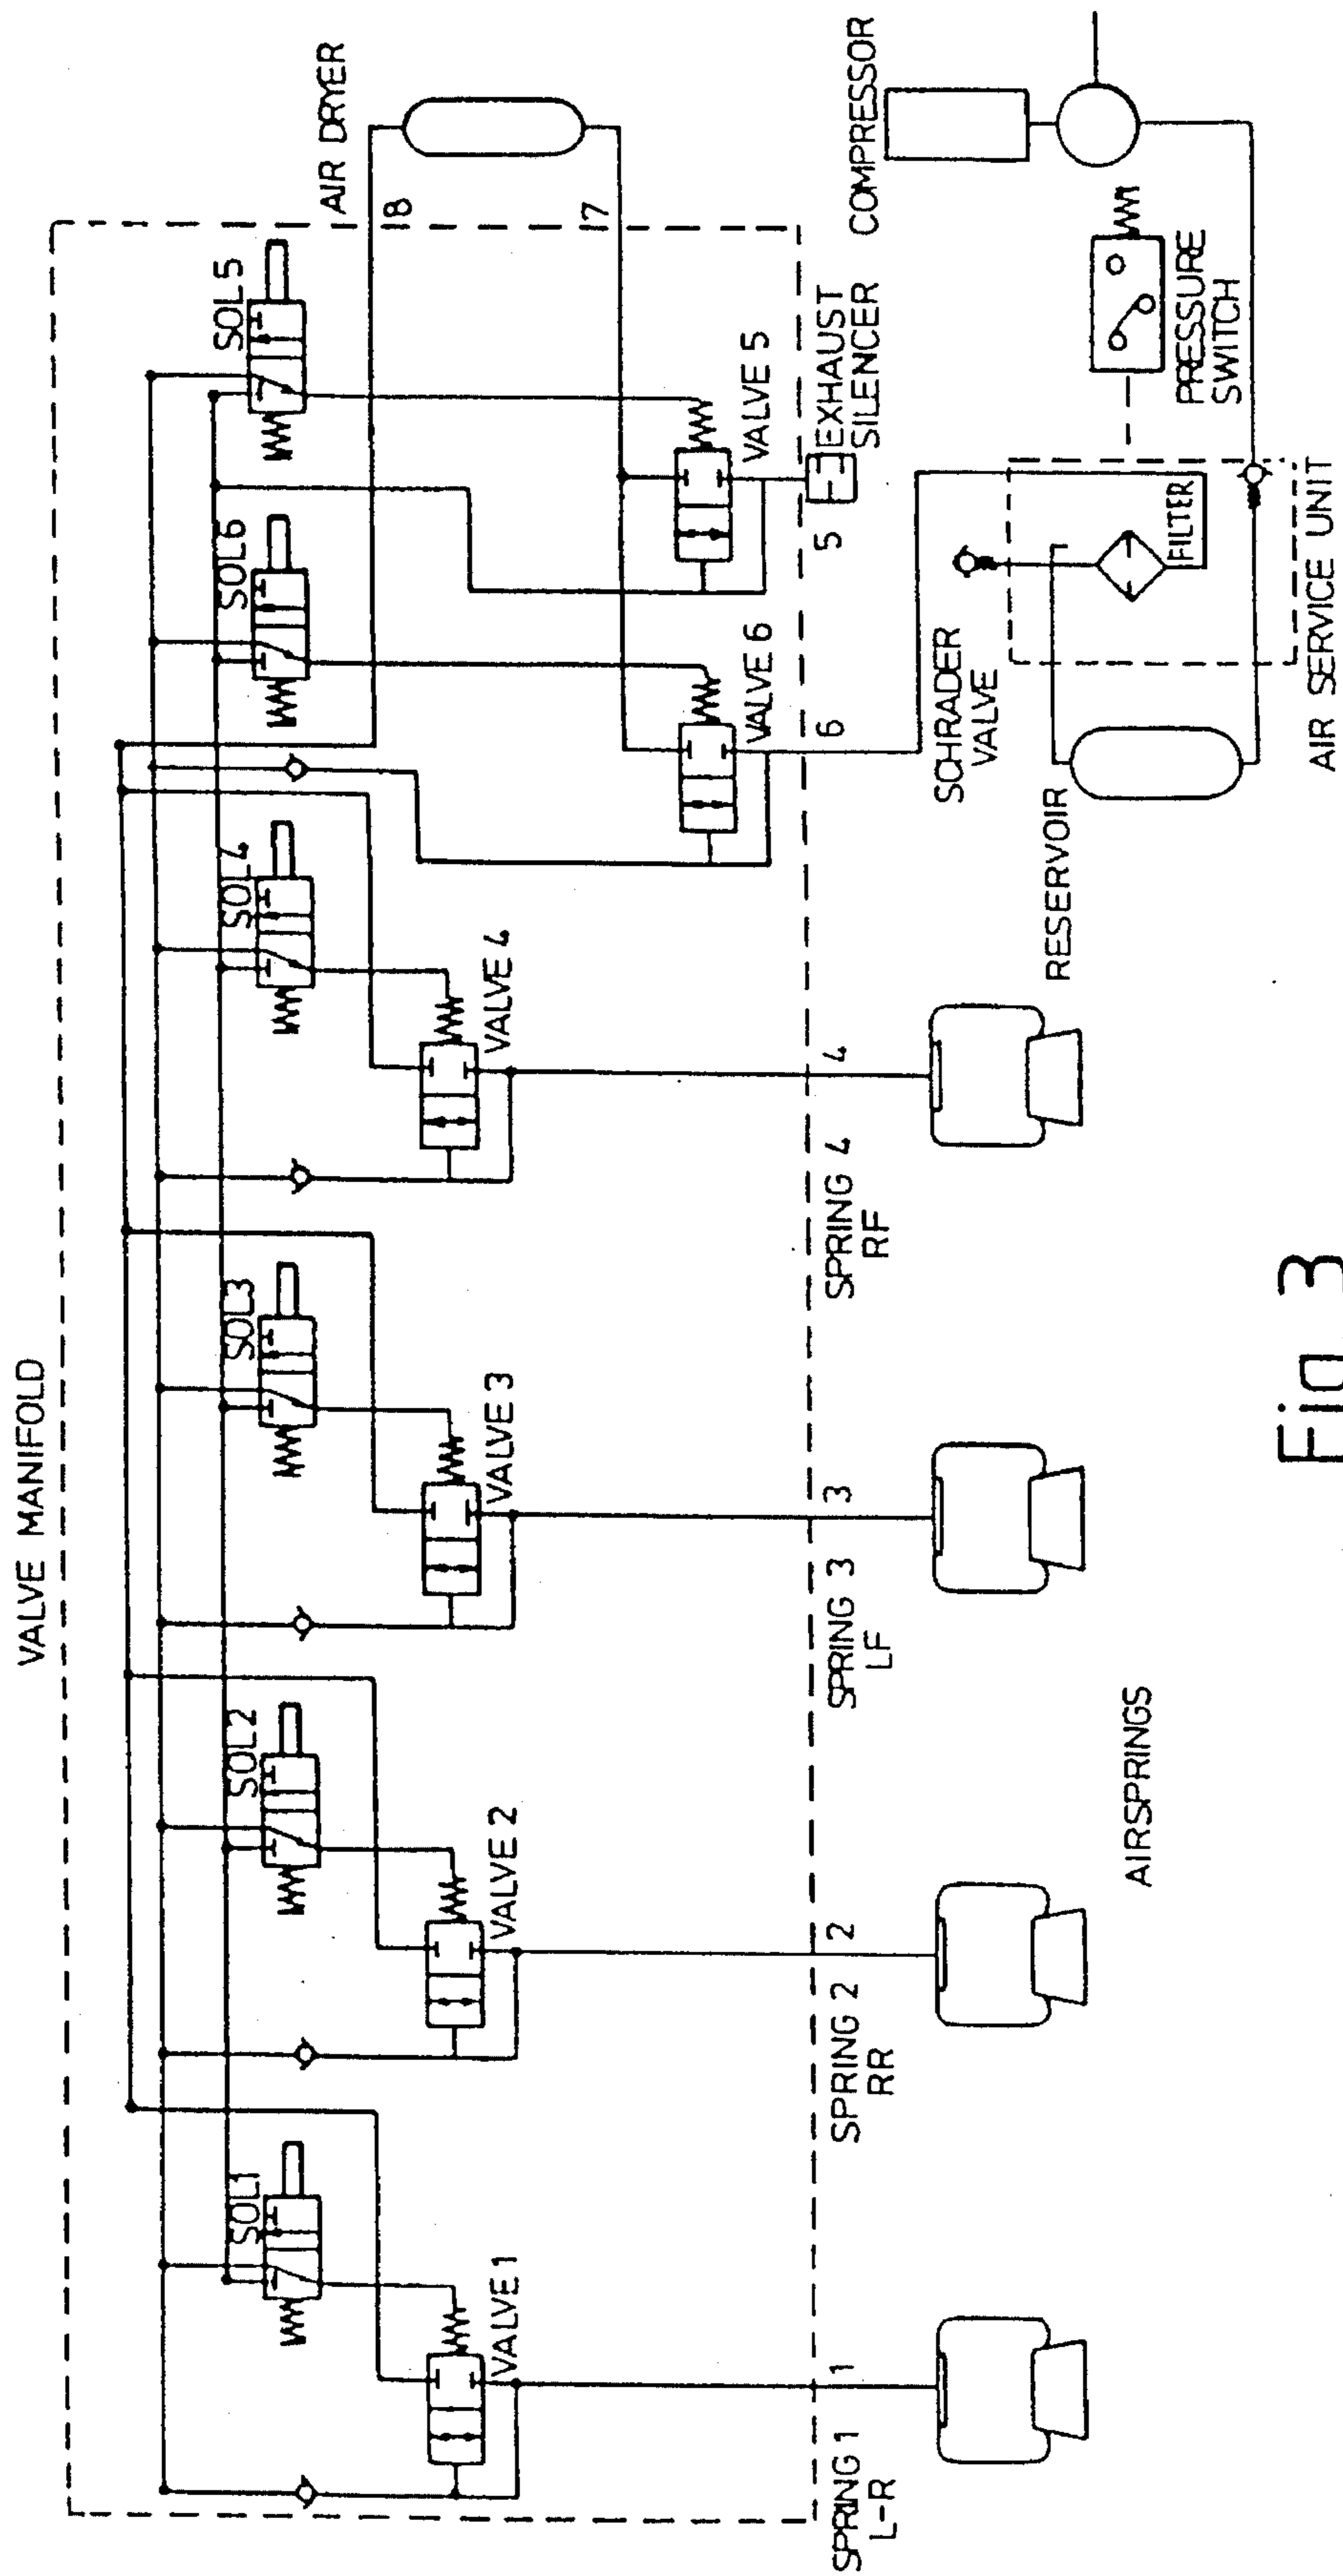 VALVE MANIFOLD
SOL1
SOL2
SOL3
SOL4
SOL6
SOL5
AIR DRYER
18
17
VALVE 1
VALVE 2
VALVE 3
VALVE 4
VALVE 6
VALVE 5
SPRING 1
L-R
1
SPRING 2
RR
2
SPRING 3
LF
3
SPRING 4
RF
4
6
5
EXHAUST
SILENCER
COMPRESSOR
SCHRADER
VALVE
RESERVOIR
FILTER
PRESSURE
SWITCH
AIR SERVICE UNIT
AIRSPRINGS
Fig. 3